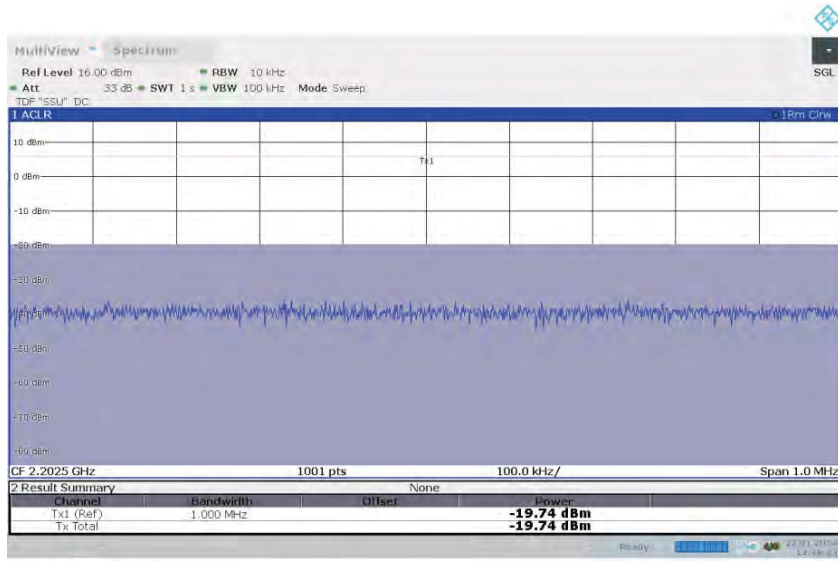 MultiView Spectrum
Ref Level 16.00 dBm RBW 10 kHz SGL
Att 33 dB SWT 1 s VBW 100 kHz Mode Sweep
TDF "SSU" DC
1 ACLR 1Rm Clrw
10 dBm
Tx1
0 dBm
-10 dBm
-20 dBm
-30 dBm
-50 dBm
-60 dBm
-70 dBm
-80 dBm
CF 2.2025 GHz 1001 pts 100.0 kHz/ Span 1.0 MHz
2 Result Summary None
Channel Bandwidth Offset Power
Tx1 (Ref) 1.000 MHz -19.74 dBm
Tx Total -19.74 dBm
Ready